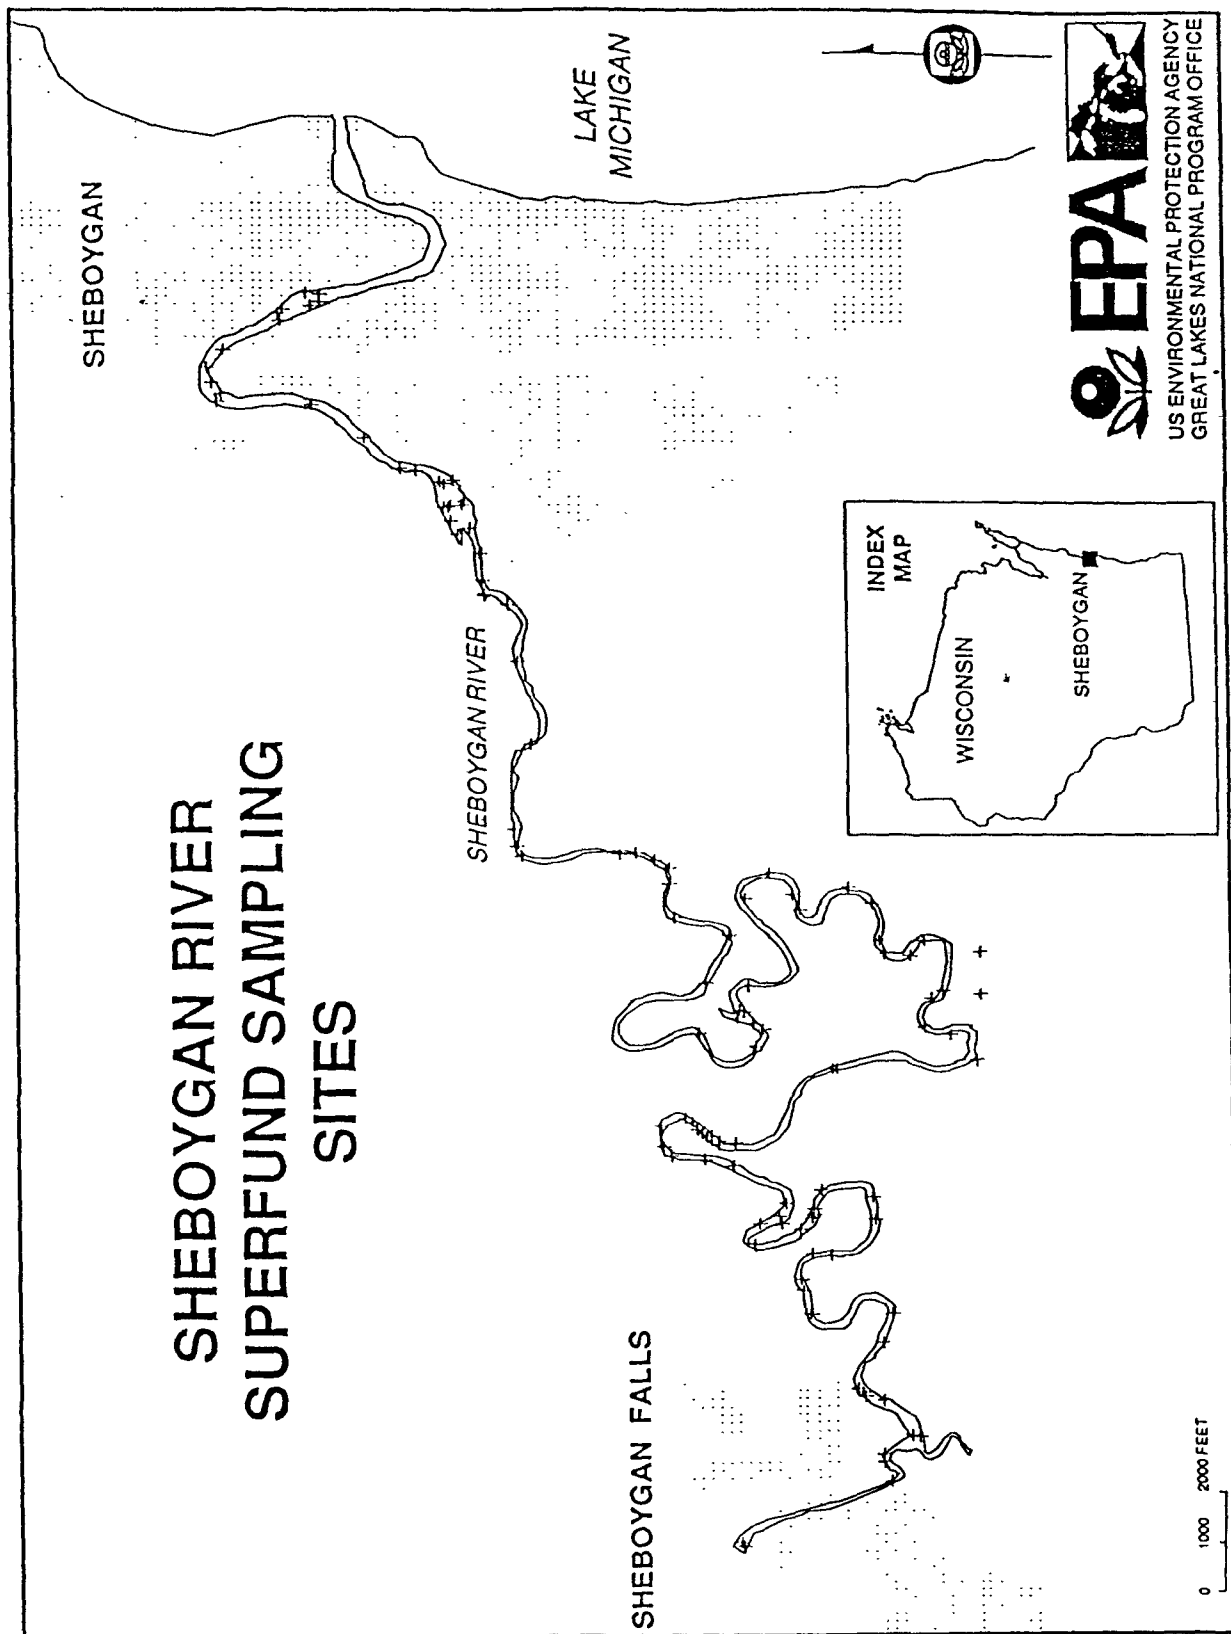 SHEBOYGAN RIVER
SUPERFUND SAMPLING
SITES
SHEBOYGAN
LAKE
MICHIGAN
SHEBOYGAN RIVER
SHEBOYGAN FALLS
INDEX
MAP
WISCONSIN
SHEBOYGAN
EPA
US ENVIRONMENTAL PROTECTION AGENCY
GREAT LAKES NATIONAL PROGRAM OFFICE
0 1000 2000 FEET